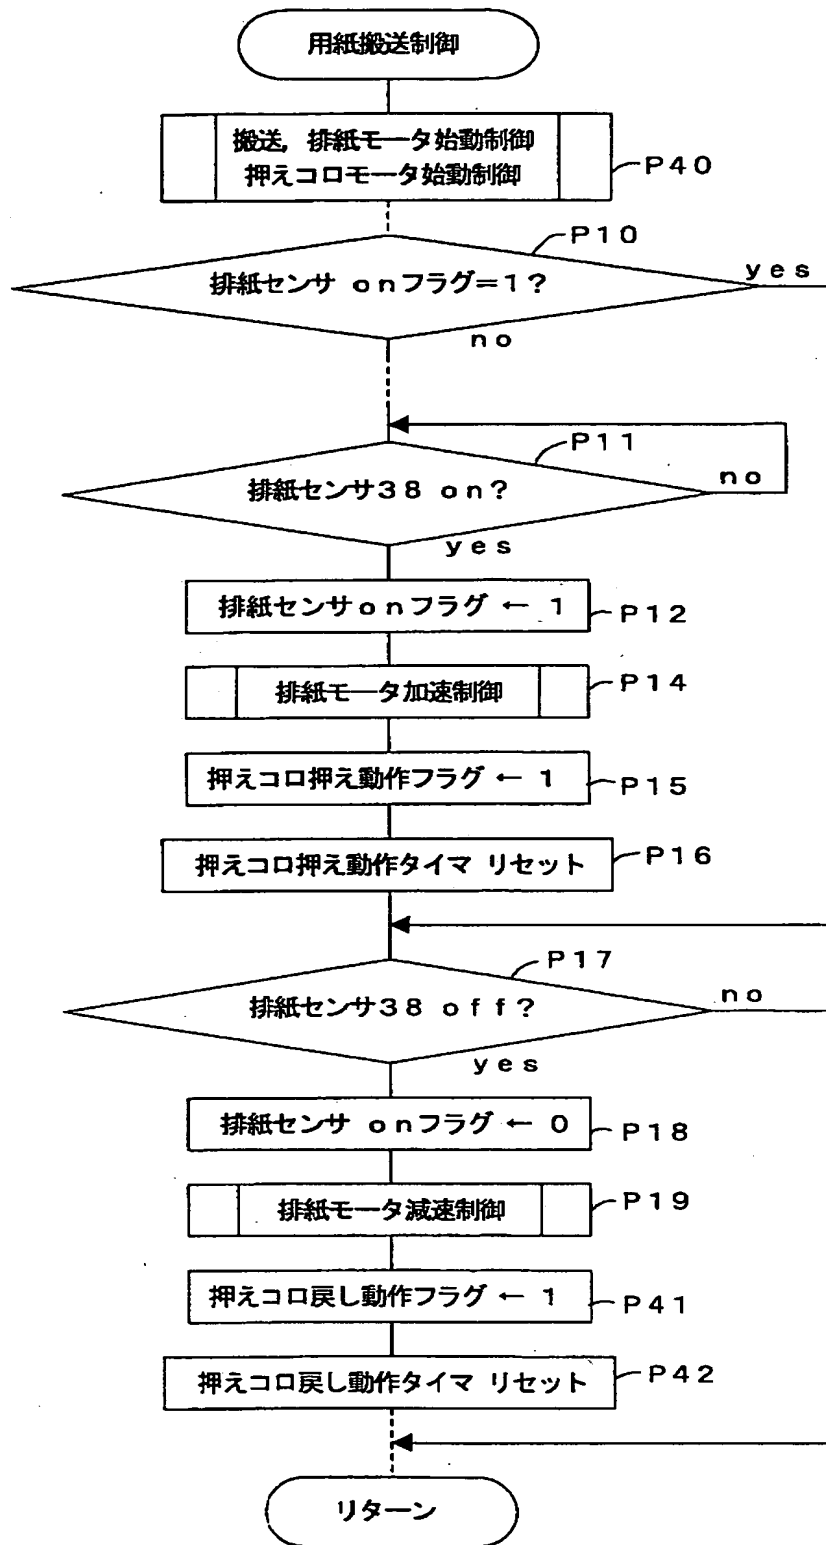 用紙搬送制御
搬送, 排紙モータ始動制御
押えコロモータ始動制御
P40
P10
排紙センサ onフラグ=1?
yes
no
P11
排紙センサ38 on?
no
yes
排紙センサonフラグ ← 1
P12
排紙モータ加速制御
P14
押えコロ押え動作フラグ ← 1
P15
押えコロ押え動作タイマ リセット
P16
P17
排紙センサ38 off?
no
yes
排紙センサ onフラグ ← 0
P18
排紙モータ減速制御
P19
押えコロ戻し動作フラグ ← 1
P41
押えコロ戻し動作タイマ リセット
P42
リターン